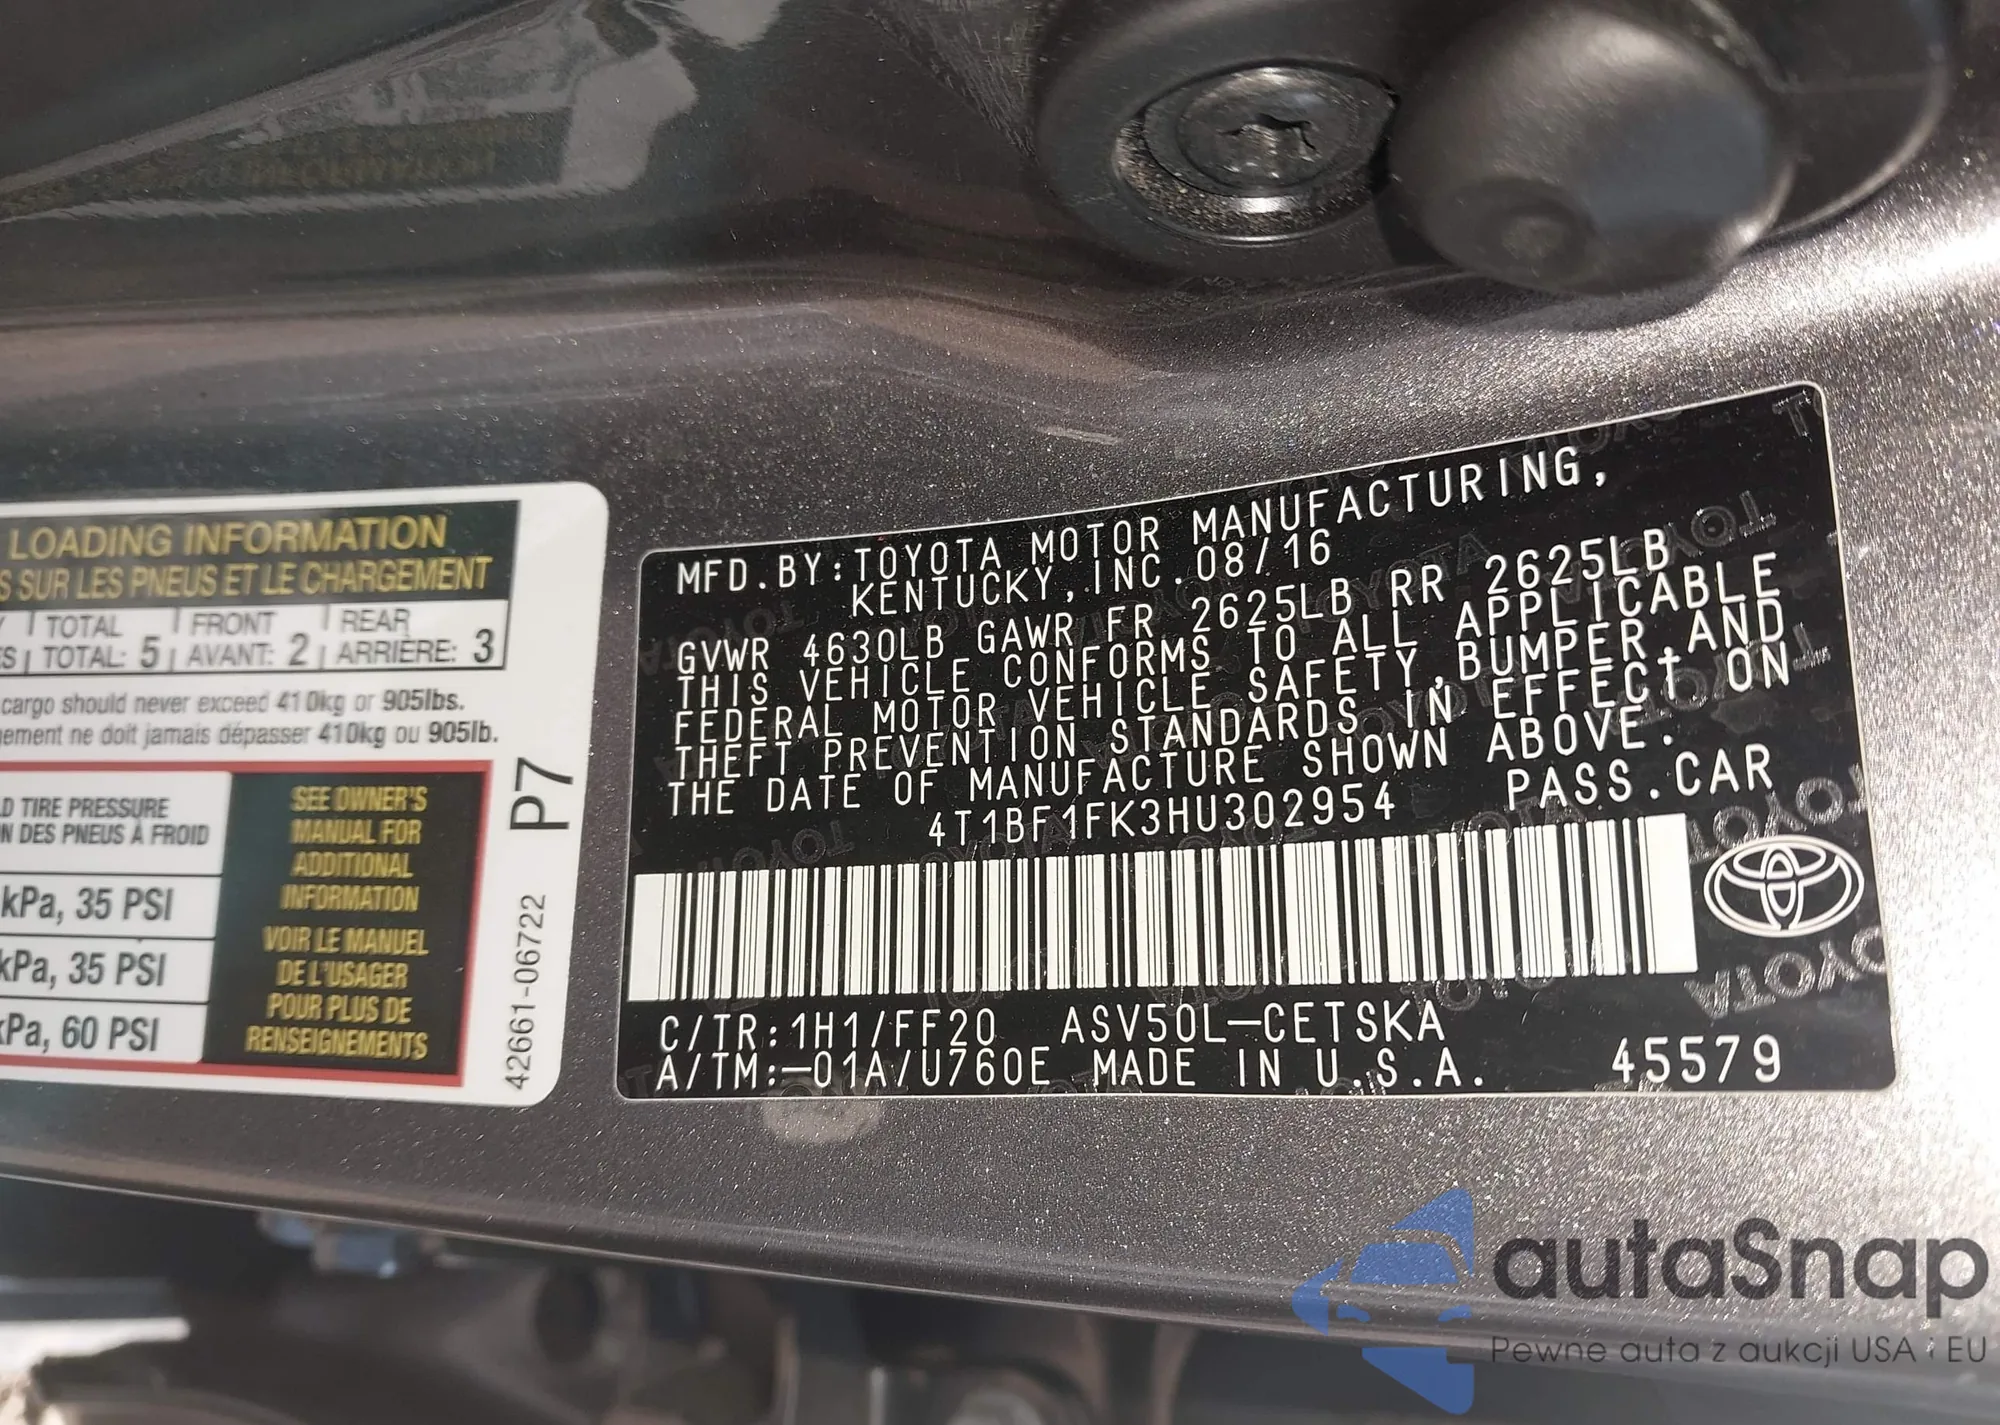 LOADING INFORMATION
S SUR LES PNEUS ET LE CHARGEMENT
TOTAL FRONT REAR
TOTAL: 5 AVANT: 2 ARRIÈRE: 3
cargo should never exceed 410kg or 905lbs.
ement ne doit jamais dépasser 410kg ou 905lb.
D TIRE PRESSURE
N DES PNEUS À FROID
kPa, 35 PSI
kPa, 35 PSI
kPa, 60 PSI
SEE OWNER'S
MANUAL FOR
ADDITIONAL
INFORMATION
VOIR LE MANUEL
DE L'USAGER
POUR PLUS DE
RENSEIGNEMENTS
P7
42661-06722
MFD.BY:TOYOTA MOTOR MANUFACTURING,
KENTUCKY,INC.08/16
GVWR 4630LB GAWR FR 2625LB RR 2625LB
THIS VEHICLE CONFORMS TO ALL APPLICABLE
FEDERAL MOTOR VEHICLE SAFETY,BUMPER,AND
THEFT PREVENTION STANDARDS IN EFFECT ON
THE DATE OF MANUFACTURE SHOWN ABOVE.
4T1BF1FK3HU302954 PASS.CAR
C/TR:1H1/FF20 ASV50L-CETSKA
A/TM:-01A/U760E MADE IN U.S.A. 45579
autaSnap
Pewne auta z aukcji USA i EU